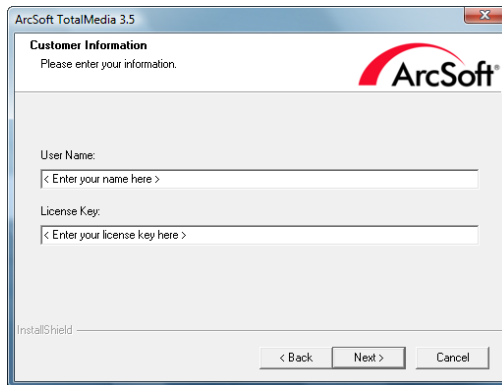 ArcSoft TotalMedia 3.5
Customer Information
Please enter your information.
ArcSoft®
User Name:
< Enter your name here >
License Key:
< Enter your license key here >
InstallShield
< Back
Next >
Cancel